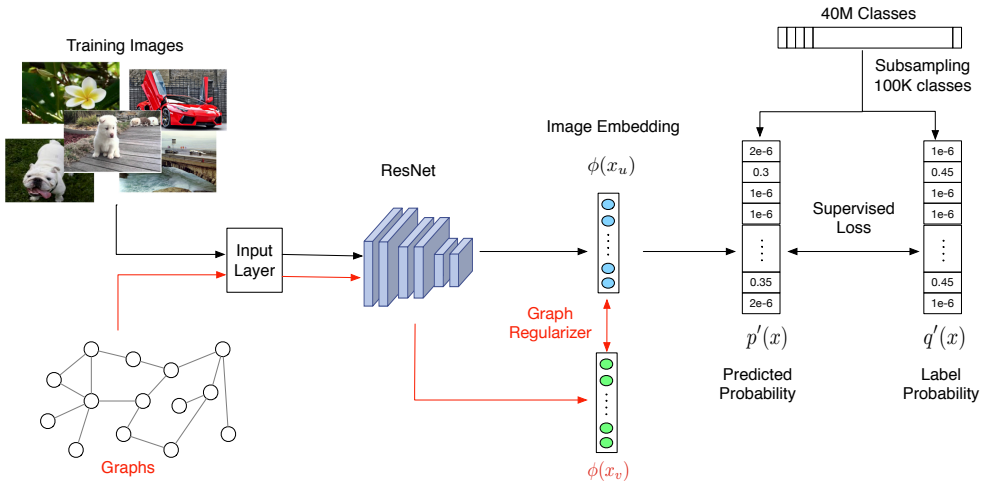 40M Classes
Training Images
Subsampling
100K classes
Image Embedding
ϕ(x_u)
ResNet
2e-6
0.3
1e-6
1e-6
⋮
0.35
2e-6
1e-6
0.45
1e-6
1e-6
⋮
0.45
1e-6
Supervised
Loss
Input
Layer
Graph
Regularizer
p′(x)
q′(x)
Predicted
Probability
Label
Probability
Graphs
ϕ(x_v)